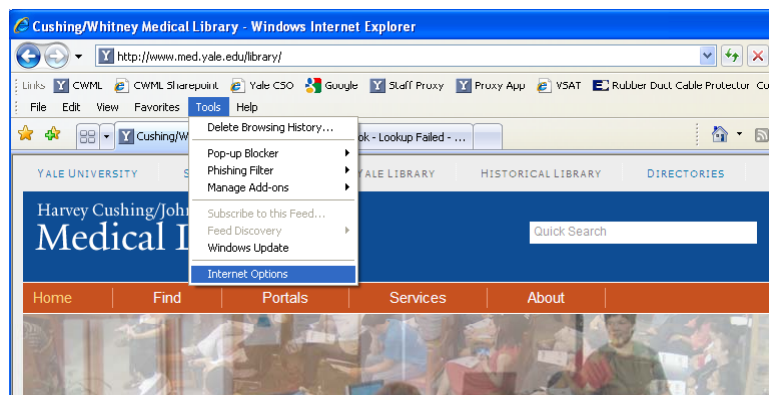 Cushing/Whitney Medical Library - Windows Internet Explorer
http://www.med.yale.edu/library/
Links CWML CWML Sharepoint Yale CSO Google Staff Proxy Proxy App VSAT Rubber Duct Cable Protector
File Edit View Favorites Tools Help
Cushing/W ok - Lookup Failed - ...
Delete Browsing History...
Pop-up Blocker
Phishing Filter
Manage Add-ons
Subscribe to this Feed...
Feed Discovery
Windows Update
Internet Options
YALE UNIVERSITY S YALE LIBRARY HISTORICAL LIBRARY DIRECTORIES
Harvey Cushing/Joh
Medical L
Quick Search
Home Find Portals Services About